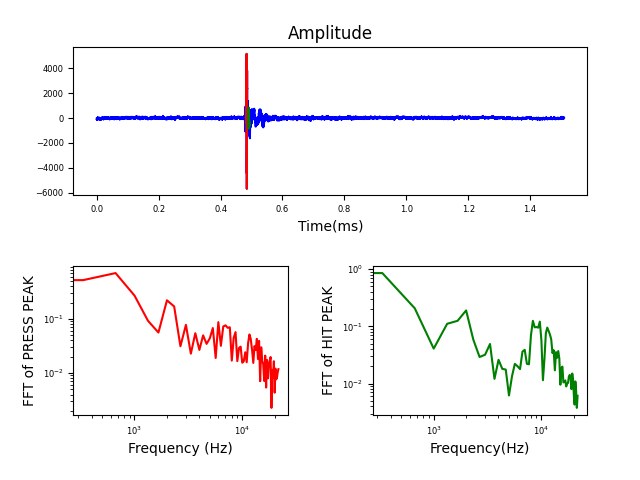 Amplitude
4000
2000
0
−2000
−4000
−6000
0.0 0.2 0.4 0.6 0.8 1.0 1.2 1.4
Time(ms)
FFT of PRESS PEAK
10⁻¹
10⁻²
10³ 10⁴
Frequency (Hz)
FFT of HIT PEAK
10⁰
10⁻¹
10⁻²
10³ 10⁴
Frequency(Hz)